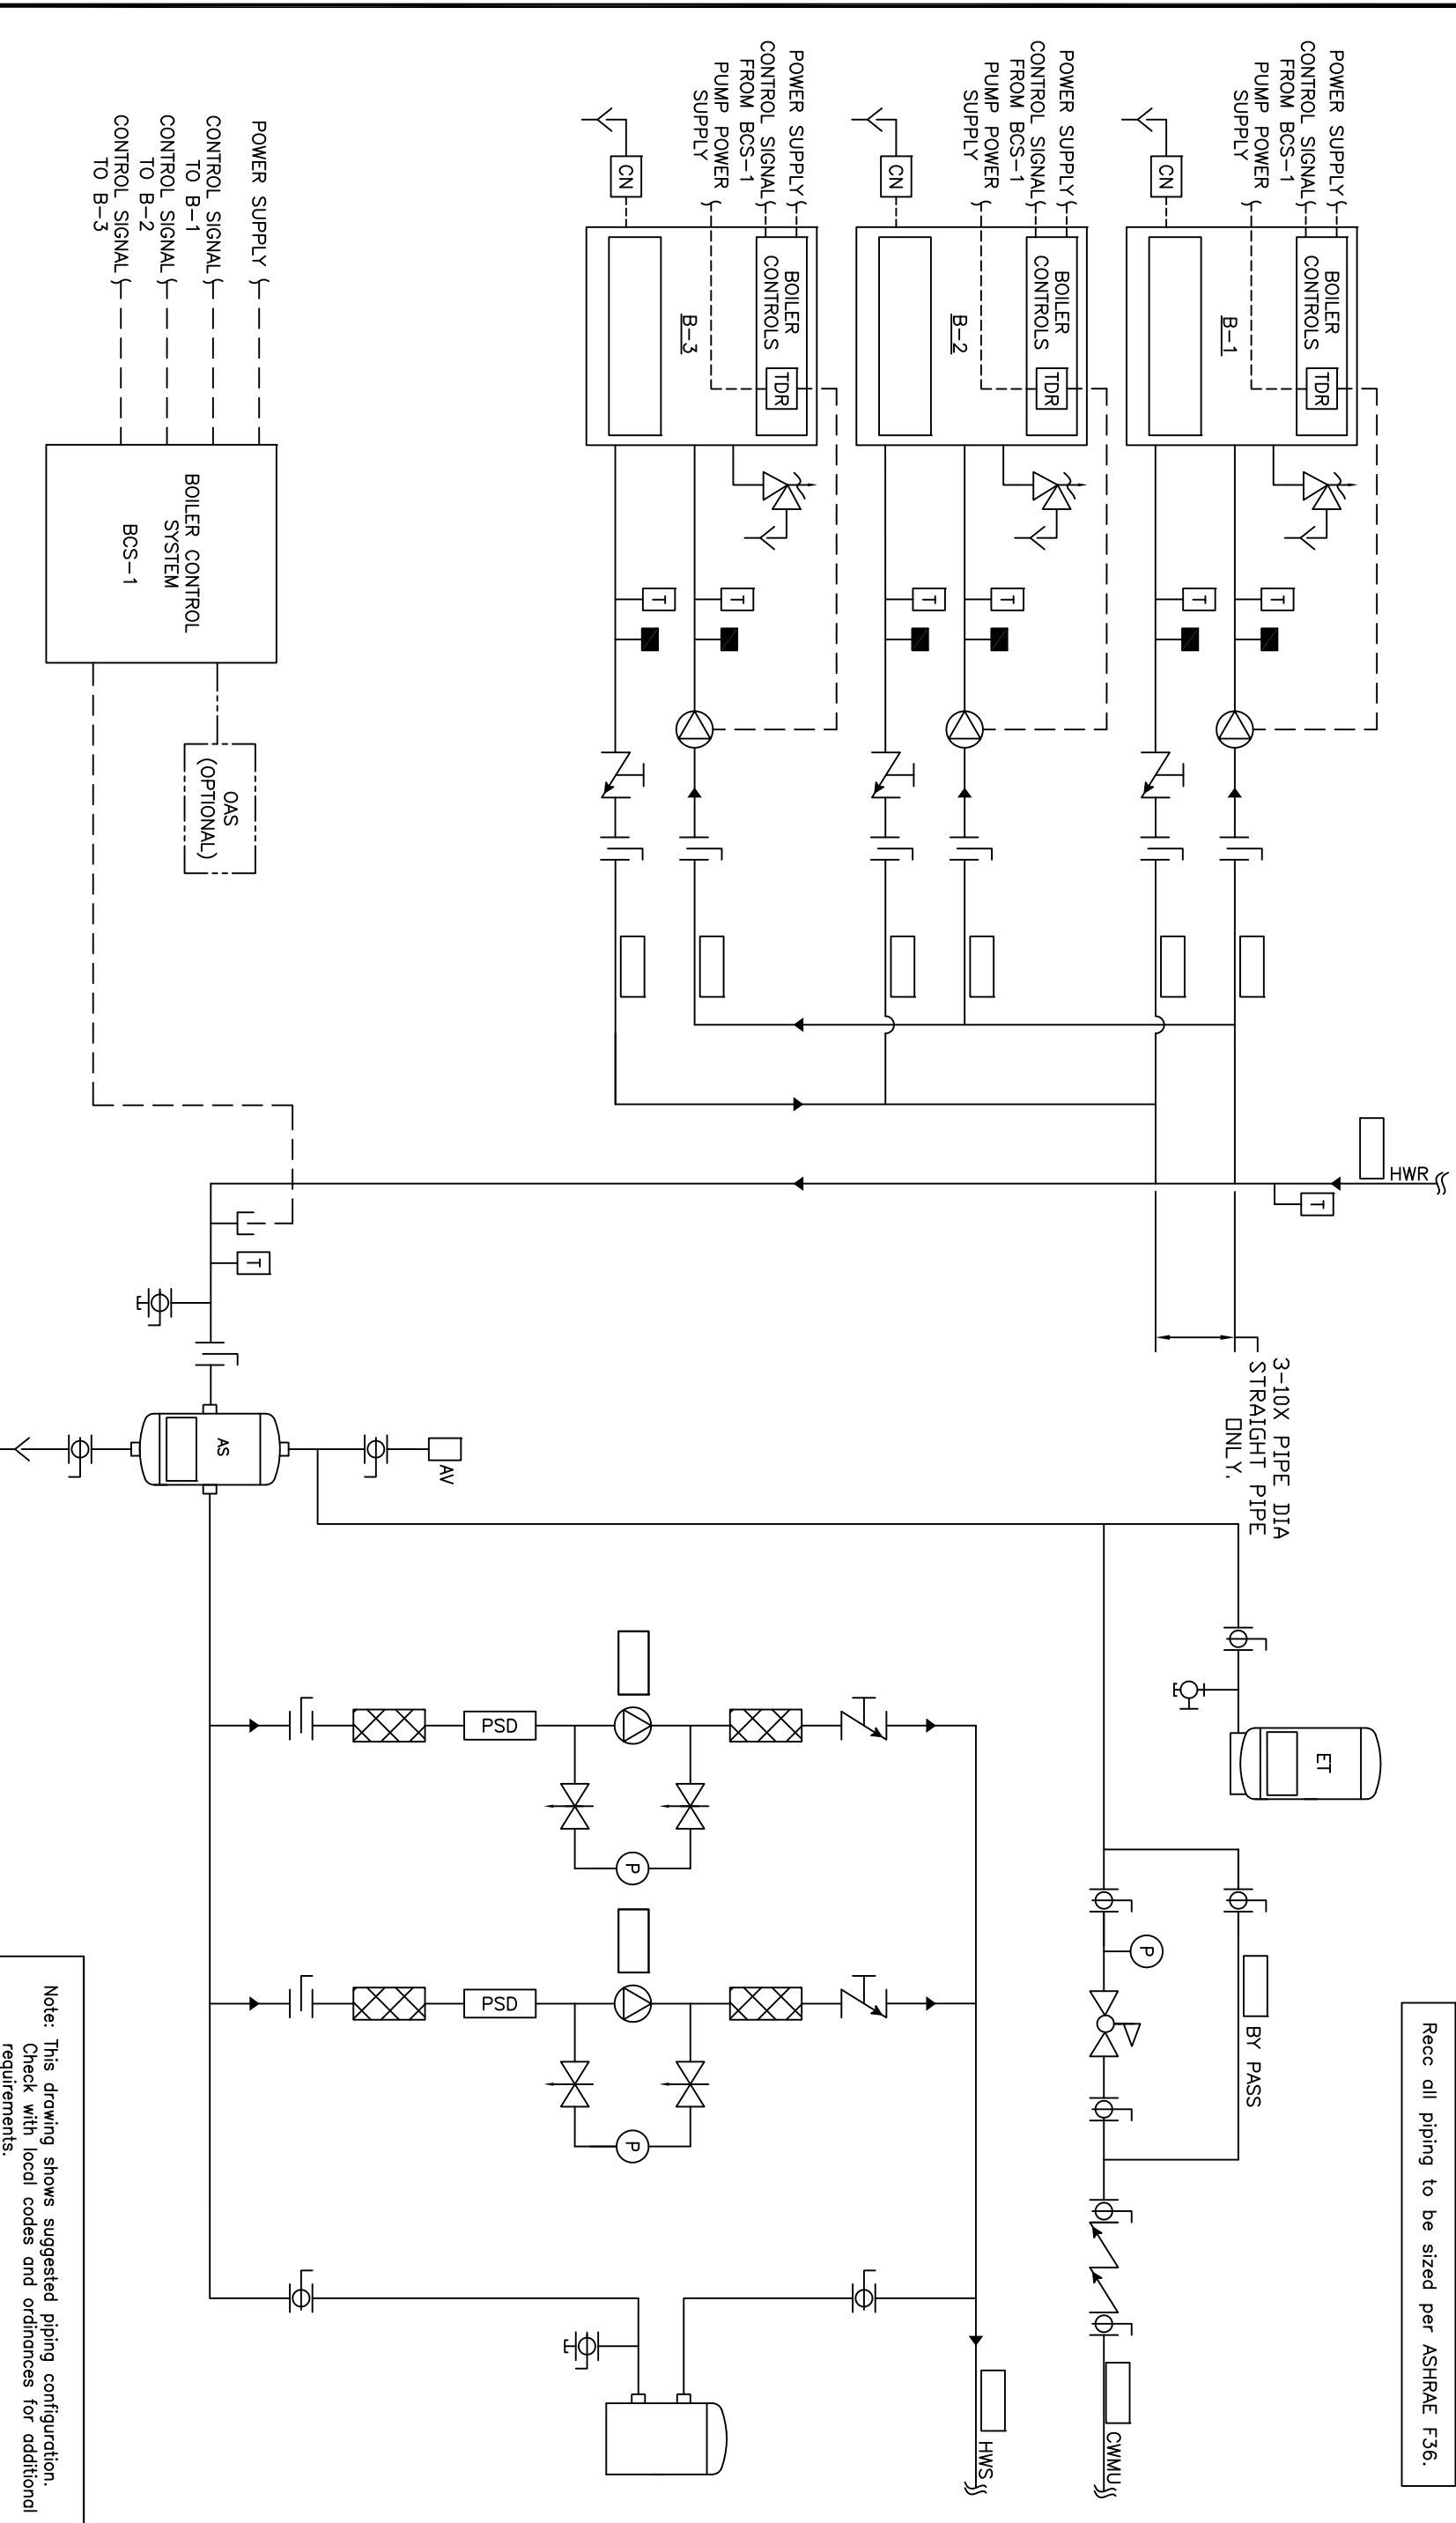 POWER SUPPLY
CONTROL SIGNAL
FROM BCS-1
PUMP POWER
SUPPLY
CN
BOILER
CONTROLS
TDR
B-1
T
T
POWER SUPPLY
CONTROL SIGNAL
FROM BCS-1
PUMP POWER
SUPPLY
CN
BOILER
CONTROLS
TDR
B-2
T
T
POWER SUPPLY
CONTROL SIGNAL
FROM BCS-1
PUMP POWER
SUPPLY
CN
BOILER
CONTROLS
TDR
B-3
T
T
POWER SUPPLY
CONTROL SIGNAL
TO B-1
CONTROL SIGNAL
TO B-2
CONTROL SIGNAL
TO B-3
BOILER CONTROL
SYSTEM
BCS-1
OAS
(OPTIONAL)
HWR
T
T
3-10X PIPE DIA
STRAIGHT PIPE
ONLY.
AS
AV
ET
PSD
P
PSD
P
P
BY PASS
CWMU
HWS
Recc all piping to be sized per ASHRAE F36.
Note: This drawing shows suggested piping configuration.
Check with local codes and ordinances for additional
requirements.